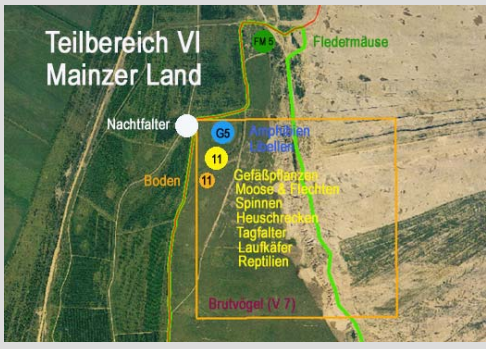 Teilbereich VI
Mainzer Land
FM 5
Fledermäuse
Nachtfalter
G5
Amphibien
Libellen
11
Boden
11
Gefäßpflanzen
Moose & Flechten
Spinnen
Heuschrecken
Tagfalter
Laufkäfer
Reptilien
Brutvögel (V 7)